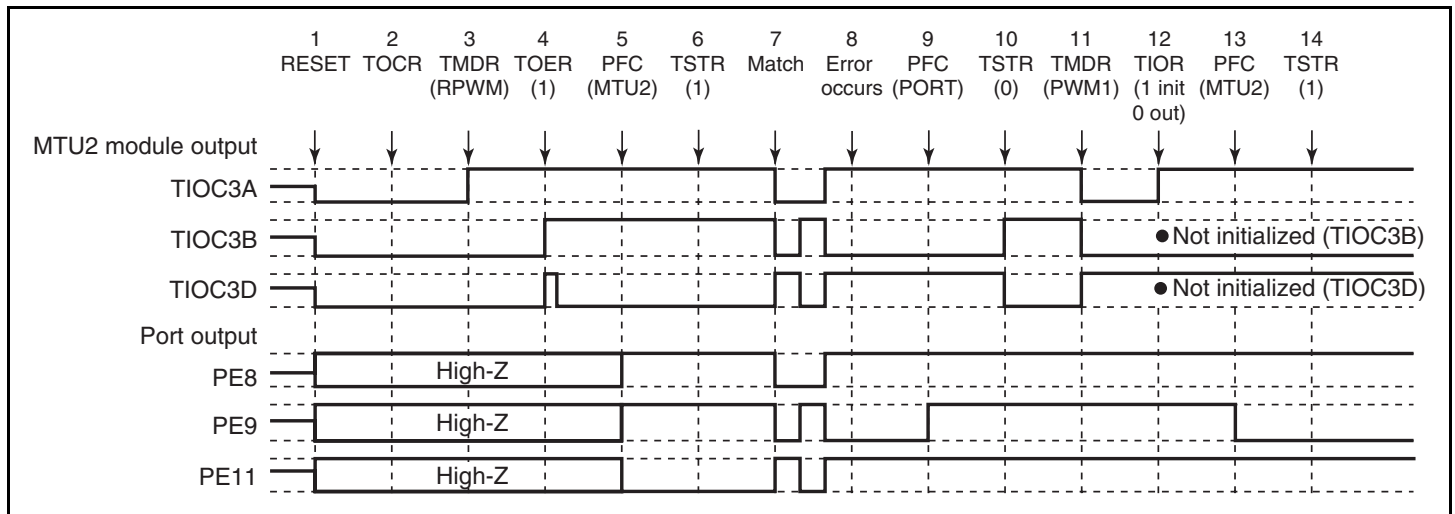 1 2 3 4 5 6 7 8 9 10 11 12 13 14
RESET TOCR TMDR TOER PFC TSTR Match Error PFC TSTR TMDR TIOR PFC TSTR
(RPWM) (1) (MTU2) (1) occurs (PORT) (0) (PWM1) (1 init (MTU2) (1)
0 out)
MTU2 module output
TIOC3A
TIOC3B ● Not initialized (TIOC3B)
TIOC3D ● Not initialized (TIOC3D)
Port output
PE8 High-Z
PE9 High-Z
PE11 High-Z